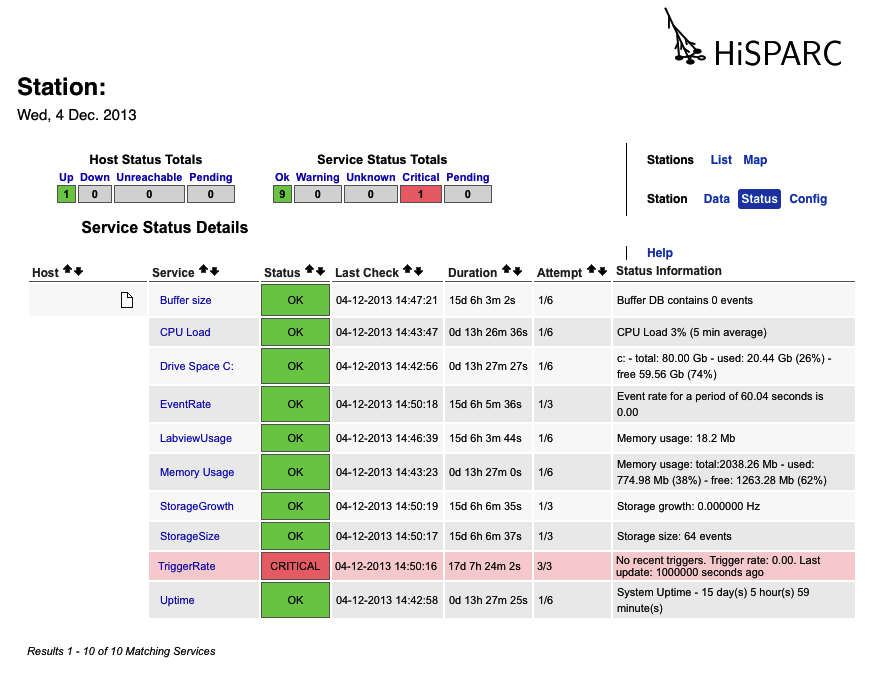 HiSPARC
Station:
Wed, 4 Dec. 2013
Host Status Totals
Up Down Unreachable Pending
1 0 0 0
Service Status Totals
Ok Warning Unknown Critical Pending
9 0 0 1 0
Stations List Map
Station Data Status Config
Service Status Details
Help
Host Service Status Last Check Duration Attempt Status Information
Buffer size OK 04-12-2013 14:47:21 15d 6h 3m 2s 1/6 Buffer DB contains 0 events
CPU Load OK 04-12-2013 14:43:47 0d 13h 26m 36s 1/6 CPU Load 3% (5 min average)
Drive Space C: OK 04-12-2013 14:42:56 0d 13h 27m 27s 1/6 c: - total: 80.00 Gb - used: 20.44 Gb (26%) -
free 59.56 Gb (74%)
EventRate OK 04-12-2013 14:50:18 15d 6h 5m 36s 1/3 Event rate for a period of 60.04 seconds is
0.00
LabviewUsage OK 04-12-2013 14:46:39 15d 6h 3m 44s 1/6 Memory usage: 18.2 Mb
Memory Usage OK 04-12-2013 14:43:23 0d 13h 27m 0s 1/6 Memory usage: total:2038.26 Mb - used:
774.98 Mb (38%) - free: 1263.28 Mb (62%)
StorageGrowth OK 04-12-2013 14:50:19 15d 6h 6m 35s 1/3 Storage growth: 0.000000 Hz
StorageSize OK 04-12-2013 14:50:17 15d 6h 6m 37s 1/3 Storage size: 64 events
TriggerRate CRITICAL 04-12-2013 14:50:16 17d 7h 24m 2s 3/3 No recent triggers. Trigger rate: 0.00. Last
update: 1000000 seconds ago
Uptime OK 04-12-2013 14:42:58 0d 13h 27m 25s 1/6 System Uptime - 15 day(s) 5 hour(s) 59
minute(s)
Results 1 - 10 of 10 Matching Services